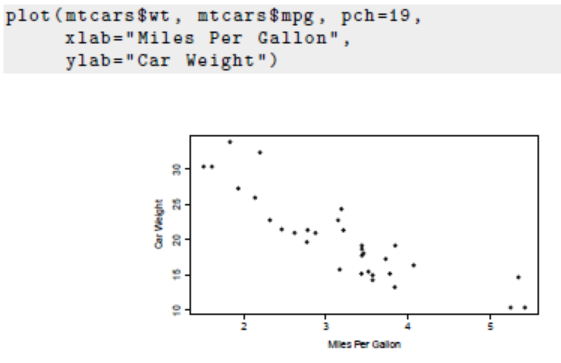 plot(mtcars$wt, mtcars$mpg, pch=19,
xlab="Miles Per Gallon",
ylab="Car Weight")
30
25
20
15
10
Car Weight
2 3 4 5
Miles Per Gallon